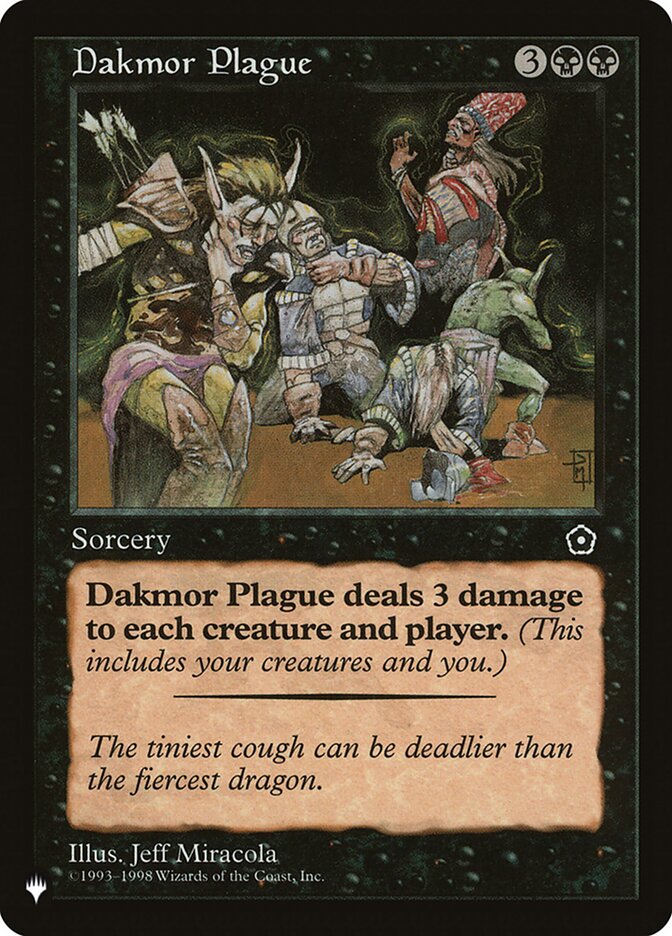 Dakmor Plague 3
Sorcery
Dakmor Plague deals 3 damage
to each creature and player. (This
includes your creatures and you.)
The tiniest cough can be deadlier than
the fiercest dragon.
Illus. Jeff Miracola
©1993–1998 Wizards of the Coast, Inc.